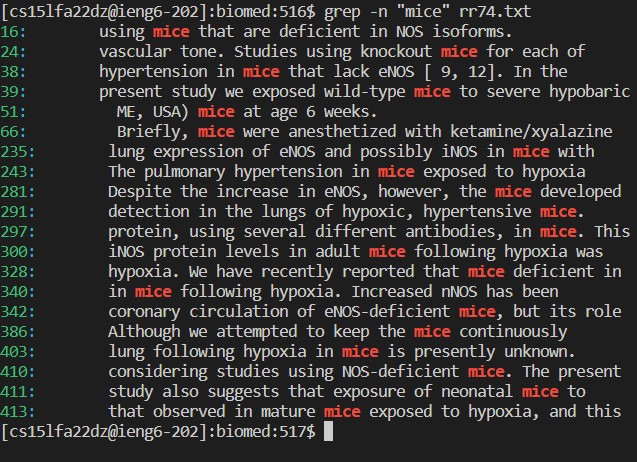 [cs15lfa22dz@ieng6-202]:biomed:516$ grep -n "mice" rr74.txt
16:        using mice that are deficient in NOS isoforms.
24:        vascular tone. Studies using knockout mice for each of
38:        hypertension in mice that lack eNOS [ 9, 12]. In the
39:        present study we exposed wild-type mice to severe hypobaric
51:          ME, USA) mice at age 6 weeks.
66:          Briefly, mice were anesthetized with ketamine/xyalazine
235:        lung expression of eNOS and possibly iNOS in mice with
243:        The pulmonary hypertension in mice exposed to hypoxia
281:        Despite the increase in eNOS, however, the mice developed
291:        detection in the lungs of hypoxic, hypertensive mice.
297:        protein, using several different antibodies, in mice. This
300:        iNOS protein levels in adult mice following hypoxia was
328:        hypoxia. We have recently reported that mice deficient in
340:        in mice following hypoxia. Increased nNOS has been
342:        coronary circulation of eNOS-deficient mice, but its role
386:        Although we attempted to keep the mice continuously
403:        lung following hypoxia in mice is presently unknown.
410:        considering studies using NOS-deficient mice. The present
411:        study also suggests that exposure of neonatal mice to
413:        that observed in mature mice exposed to hypoxia, and this
[cs15lfa22dz@ieng6-202]:biomed:517$